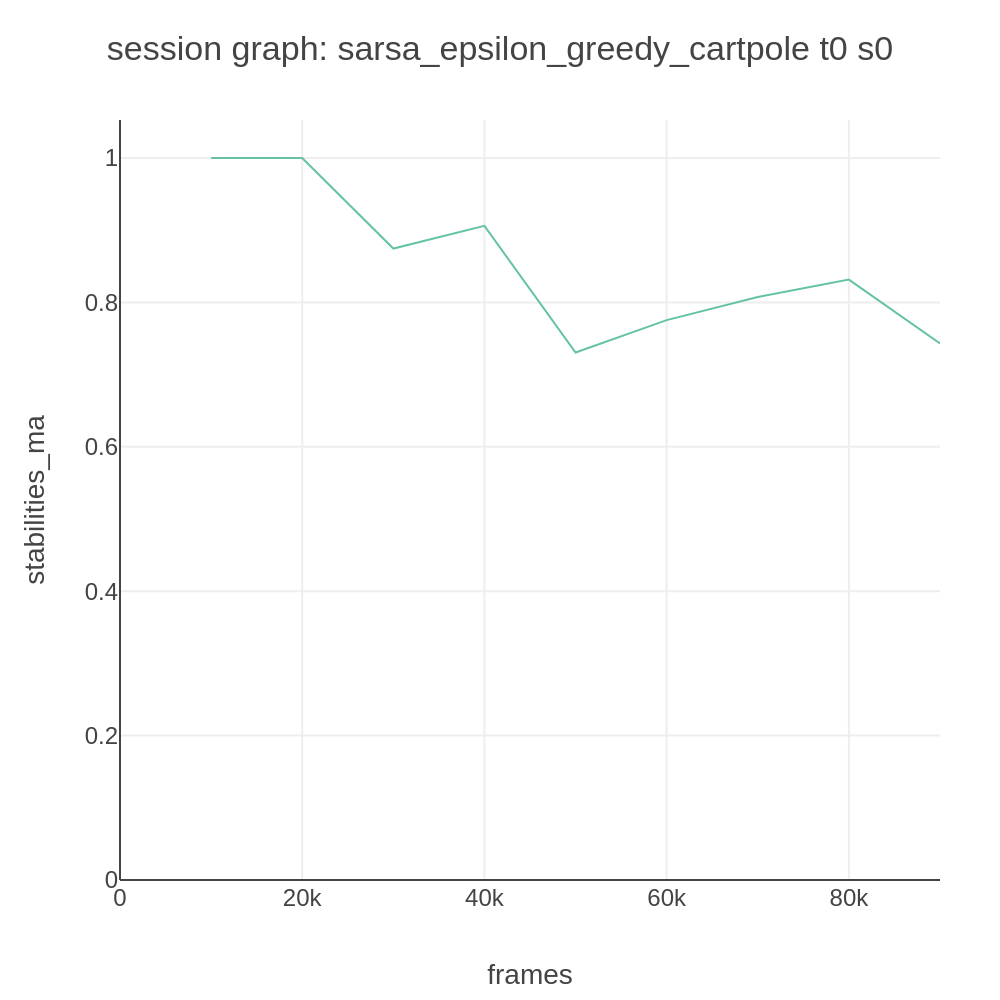 session graph: sarsa_epsilon_greedy_cartpole t0 s0
1
0.8
0.6
0.4
0.2
0
stabilities_ma
0
20k
40k
60k
80k
frames